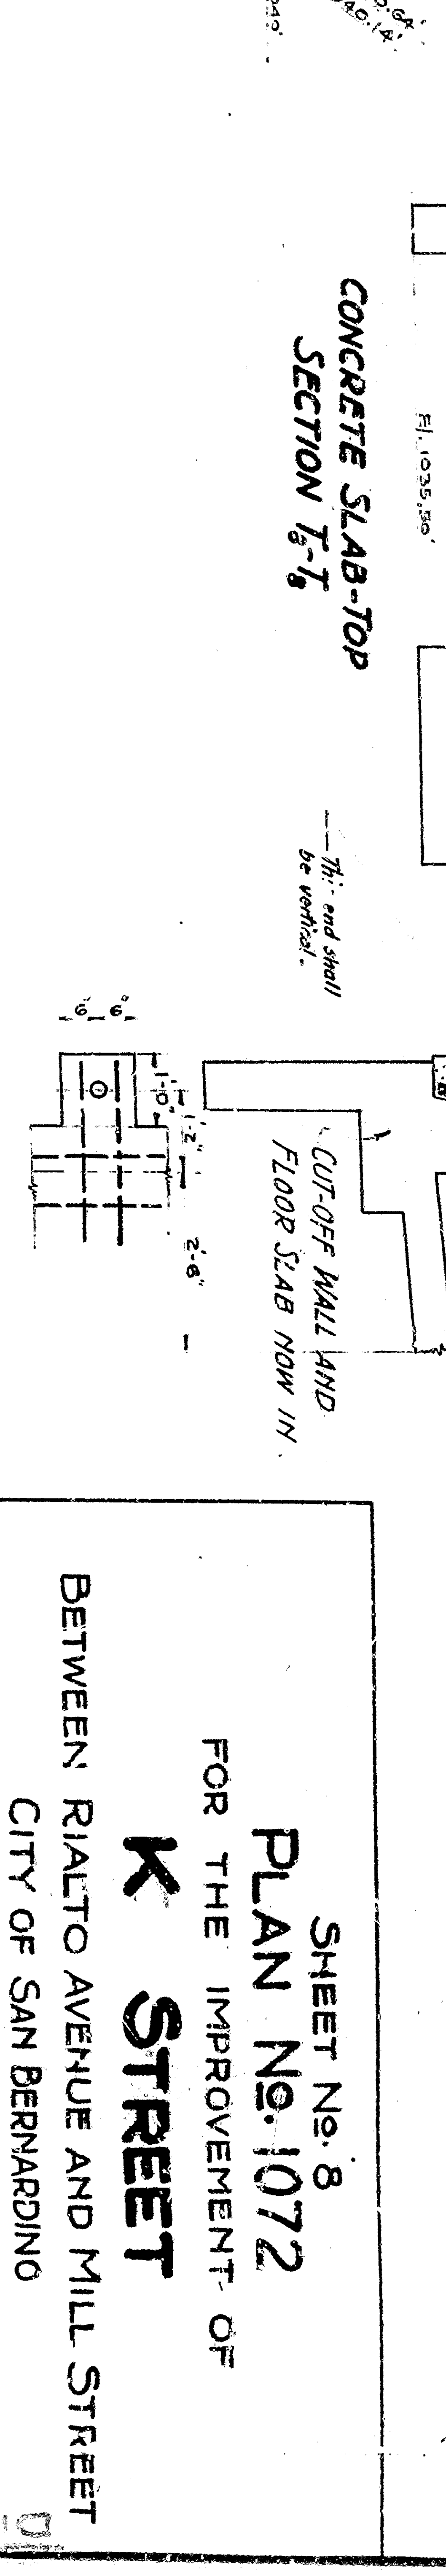 CONCRETE SLAB-TOP
SECTION T8-T8
El. 1035.50'
end shall
be vertical.
6" 6"
1'-0"
1'-2"
2'-8"
CUT-OFF WALL AND
FLOOR SLAB NOW IN
SHEET No. 8
PLAN No. 1072
FOR THE IMPROVEMENT OF
K STREET
BETWEEN RIALTO AVENUE AND MILL STREET
CITY OF SAN BERNARDINO